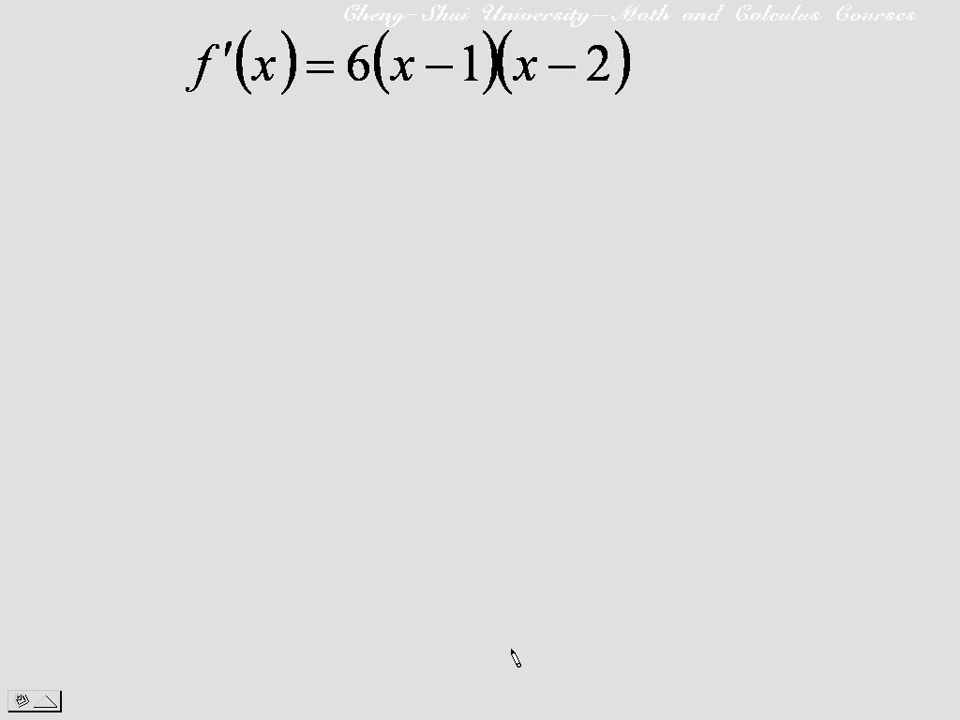 Cheng-Shui University-Math and Calculus Courses
f′(x) = 6(x − 1)(x − 2)